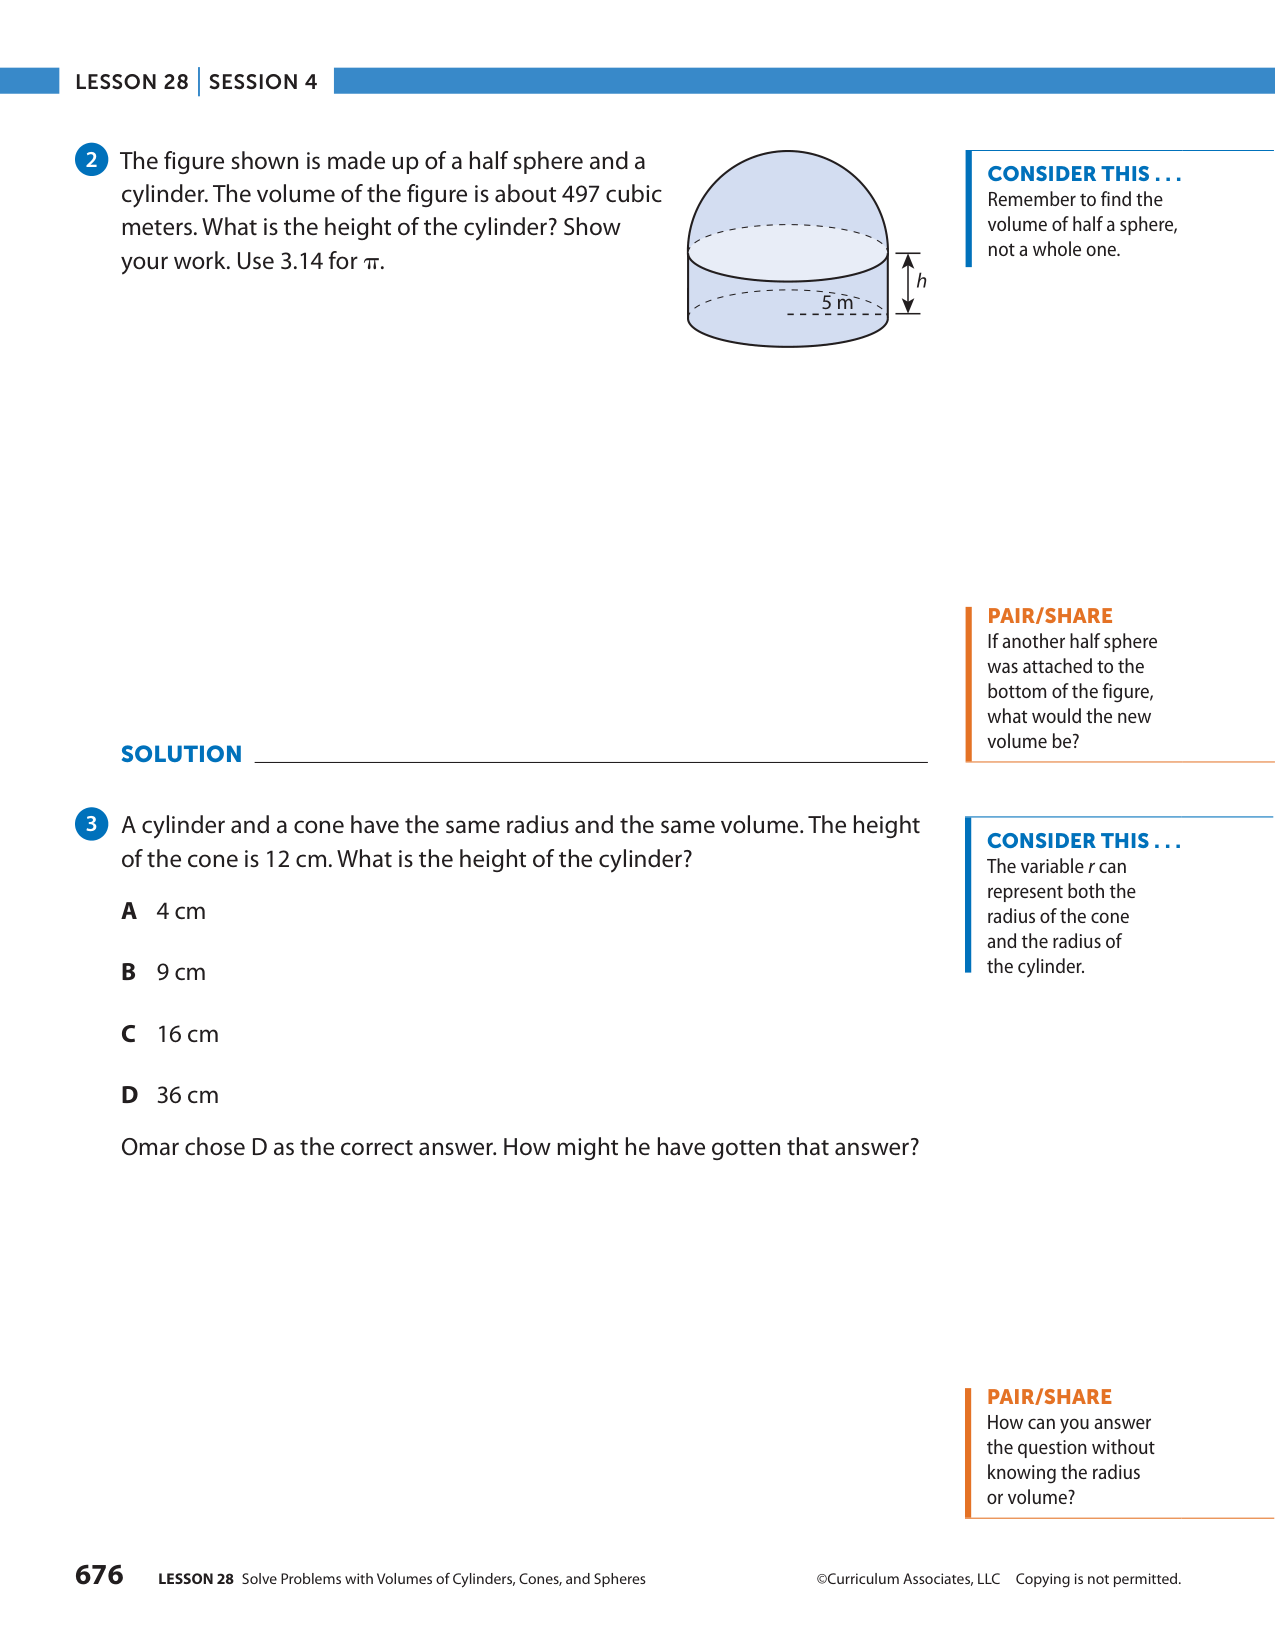 LESSON 28 | SESSION 4
2 The figure shown is made up of a half sphere and a
cylinder. The volume of the figure is about 497 cubic
meters. What is the height of the cylinder? Show
your work. Use 3.14 for π.
h
5 m
CONSIDER THIS . . .
Remember to find the
volume of half a sphere,
not a whole one.
PAIR/SHARE
If another half sphere
was attached to the
bottom of the figure,
what would the new
volume be?
SOLUTION
3 A cylinder and a cone have the same radius and the same volume. The height
of the cone is 12 cm. What is the height of the cylinder?
A 4 cm
B 9 cm
C 16 cm
D 36 cm
Omar chose D as the correct answer. How might he have gotten that answer?
CONSIDER THIS . . .
The variable r can
represent both the
radius of the cone
and the radius of
the cylinder.
PAIR/SHARE
How can you answer
the question without
knowing the radius
or volume?
676 LESSON 28 Solve Problems with Volumes of Cylinders, Cones, and Spheres ©Curriculum Associates, LLC Copying is not permitted.